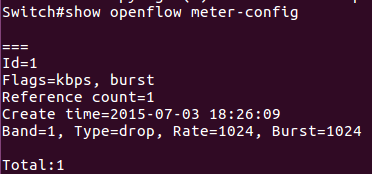 Switch#show openflow meter-config
===
Id=1
Flags=kbps, burst
Reference count=1
Create time=2015-07-03 18:26:09
Band=1, Type=drop, Rate=1024, Burst=1024
Total:1